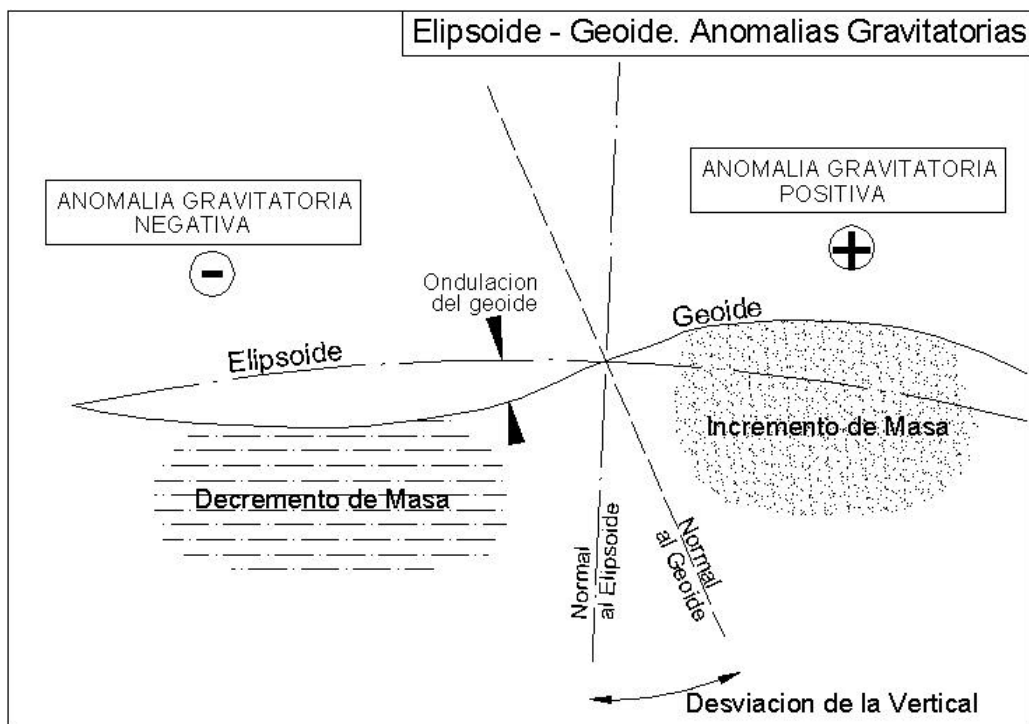 Elipsoide - Geoide. Anomalias Gravitatorias
ANOMALIA GRAVITATORIA
NEGATIVA
ANOMALIA GRAVITATORIA
POSITIVA
Ondulacion
del geoide
Elipsoide
Geoide
Decremento de Masa
Incremento de Masa
Normal
al Elipsoide
Normal
al Geoide
Desviacion de la Vertical